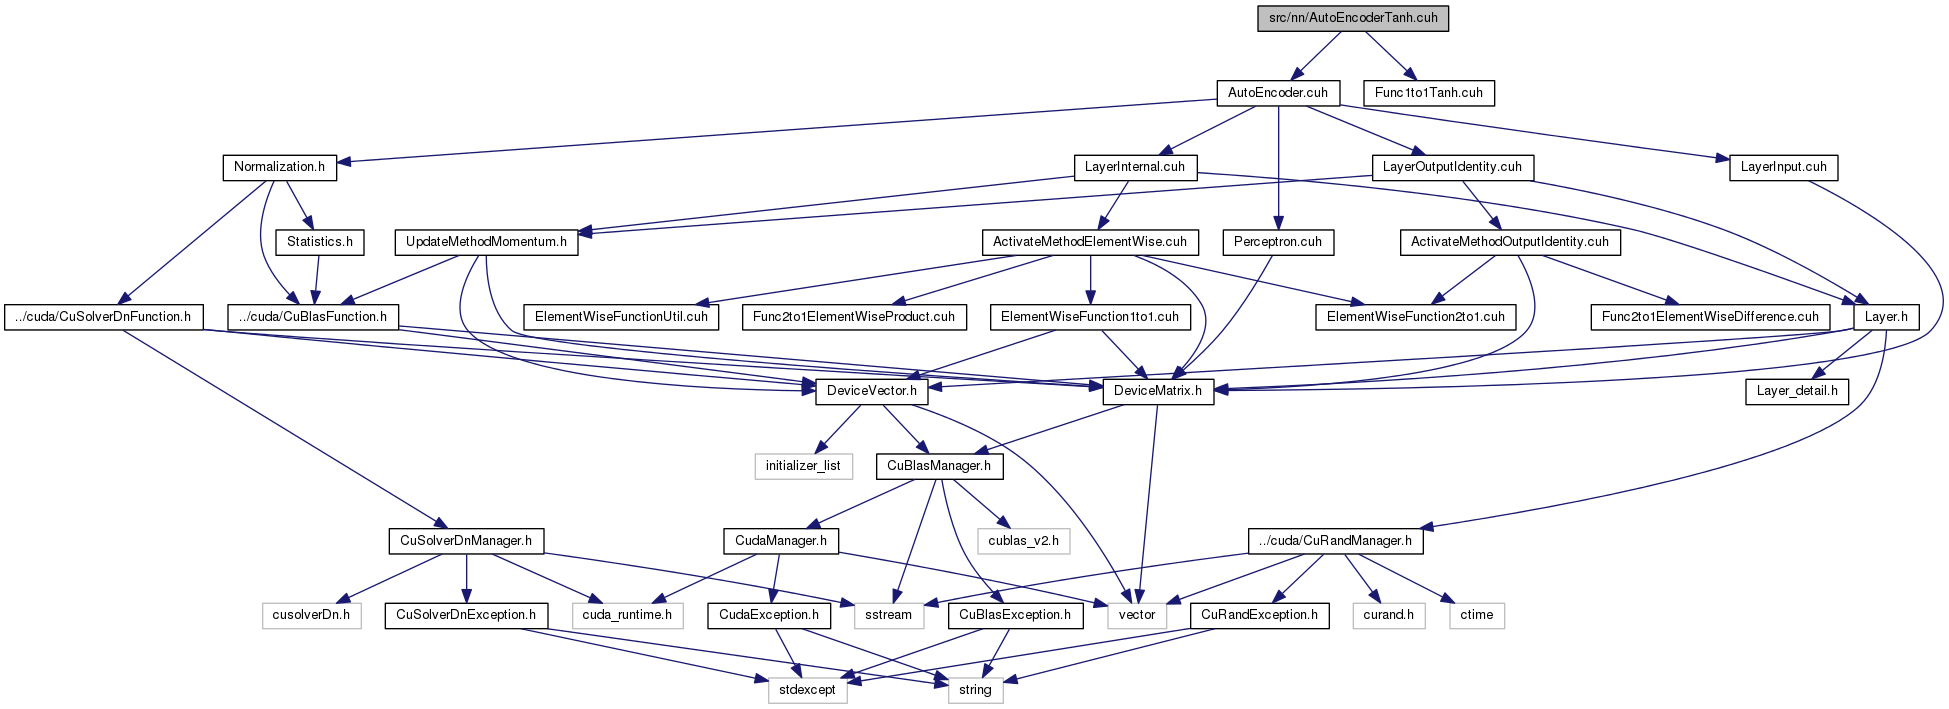 src/nn/AutoEncoderTanh.cuh
AutoEncoder.cuh
Func1to1Tanh.cuh
Normalization.h
LayerInternal.cuh
LayerOutputIdentity.cuh
LayerInput.cuh
Statistics.h
UpdateMethodMomentum.h
ActivateMethodElementWise.cuh
Perceptron.cuh
ActivateMethodOutputIdentity.cuh
../cuda/CuSolverDnFunction.h
../cuda/CuBlasFunction.h
ElementWiseFunctionUtil.cuh
Func2to1ElementWiseProduct.cuh
ElementWiseFunction1to1.cuh
ElementWiseFunction2to1.cuh
Func2to1ElementWiseDifference.cuh
Layer.h
DeviceVector.h
DeviceMatrix.h
Layer_detail.h
initializer_list
CuBlasManager.h
CuSolverDnManager.h
CudaManager.h
cublas_v2.h
../cuda/CuRandManager.h
cusolverDn.h
CuSolverDnException.h
cuda_runtime.h
CudaException.h
sstream
CuBlasException.h
vector
CuRandException.h
curand.h
ctime
stdexcept
string